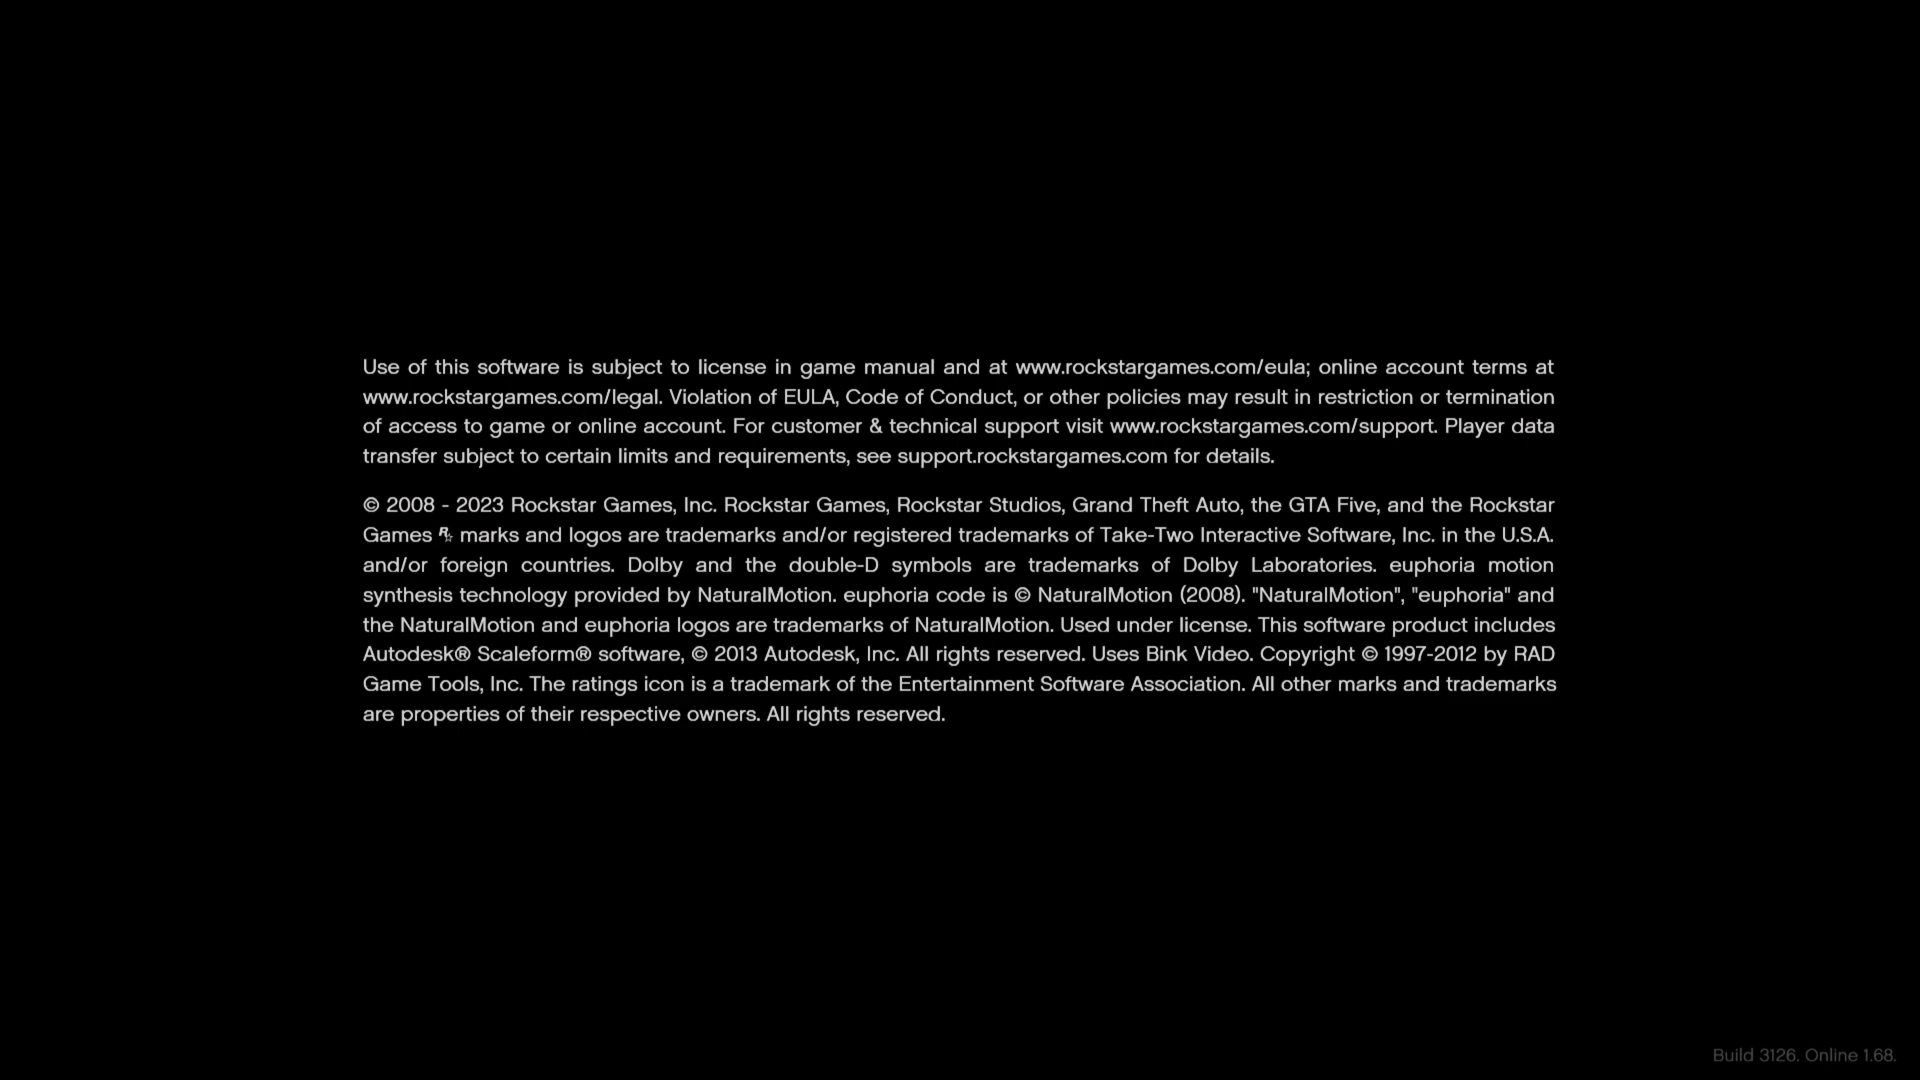 Use of this software is subject to license in game manual and at www.rockstargames.com/eula; online account terms at
www.rockstargames.com/legal. Violation of EULA, Code of Conduct, or other policies may result in restriction or termination
of access to game or online account. For customer & technical support visit www.rockstargames.com/support. Player data
transfer subject to certain limits and requirements, see support.rockstargames.com for details.
© 2008 - 2023 Rockstar Games, Inc. Rockstar Games, Rockstar Studios, Grand Theft Auto, the GTA Five, and the Rockstar
Games R☆ marks and logos are trademarks and/or registered trademarks of Take-Two Interactive Software, Inc. in the U.S.A.
and/or foreign countries. Dolby and the double-D symbols are trademarks of Dolby Laboratories. euphoria motion
synthesis technology provided by NaturalMotion. euphoria code is © NaturalMotion (2008). "NaturalMotion", "euphoria" and
the NaturalMotion and euphoria logos are trademarks of NaturalMotion. Used under license. This software product includes
Autodesk® Scaleform® software, © 2013 Autodesk, Inc. All rights reserved. Uses Bink Video. Copyright © 1997-2012 by RAD
Game Tools, Inc. The ratings icon is a trademark of the Entertainment Software Association. All other marks and trademarks
are properties of their respective owners. All rights reserved.
Build 3126. Online 1.68.